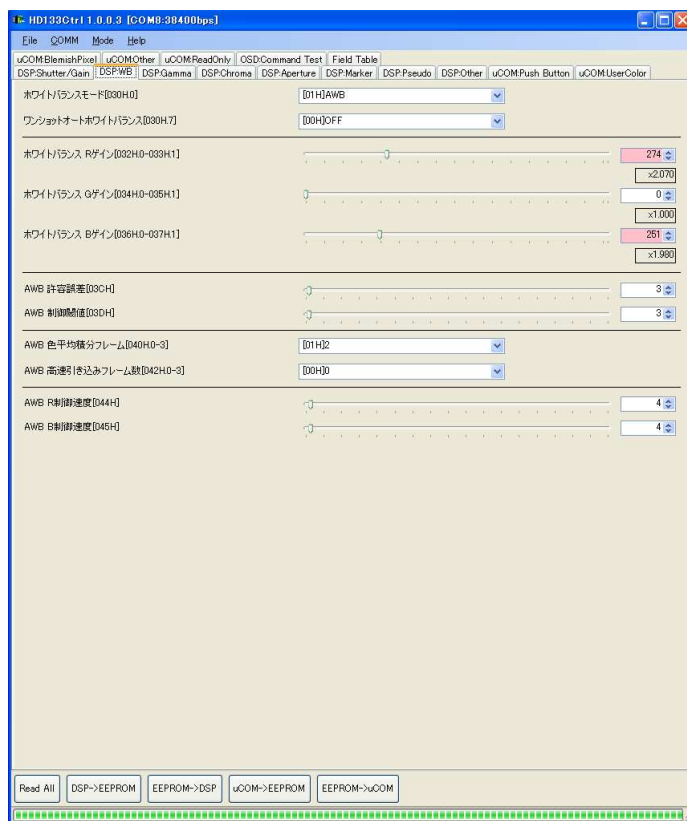 HD133Ctrl 1.0.0.3 [COM8:38400bps]
File COMM Mode Help
uCOM:BlemishPixel uCOM:Other uCOM:ReadOnly OSD:Command Test Field Table
DSP:Shutter/Gain DSP:WB DSP:Gamma DSP:Chroma DSP:Aperture DSP:Marker DSP:Pseudo DSP:Other uCOM:Push Button uCOM:UserColor
ホワイトバランスモード[030H.0] [01H]AWB
ワンショットオートホワイトバランス[030H.7] [00H]OFF
ホワイトバランス Rゲイン[032H.0-033H.1] 274
x2.070
ホワイトバランス Gゲイン[034H.0-035H.1] 0
x1.000
ホワイトバランス Bゲイン[036H.0-037H.1] 251
x1.980
AWB 許容誤差[03CH] 3
AWB 制御閾値[03DH] 3
AWB 色平均積分フレーム[040H.0-3] [01H]2
AWB 高速引き込みフレーム数[042H.0-3] [00H]0
AWB R制御速度[044H] 4
AWB B制御速度[045H] 4
Read All DSP->EEPROM EEPROM->DSP uCOM->EEPROM EEPROM->uCOM